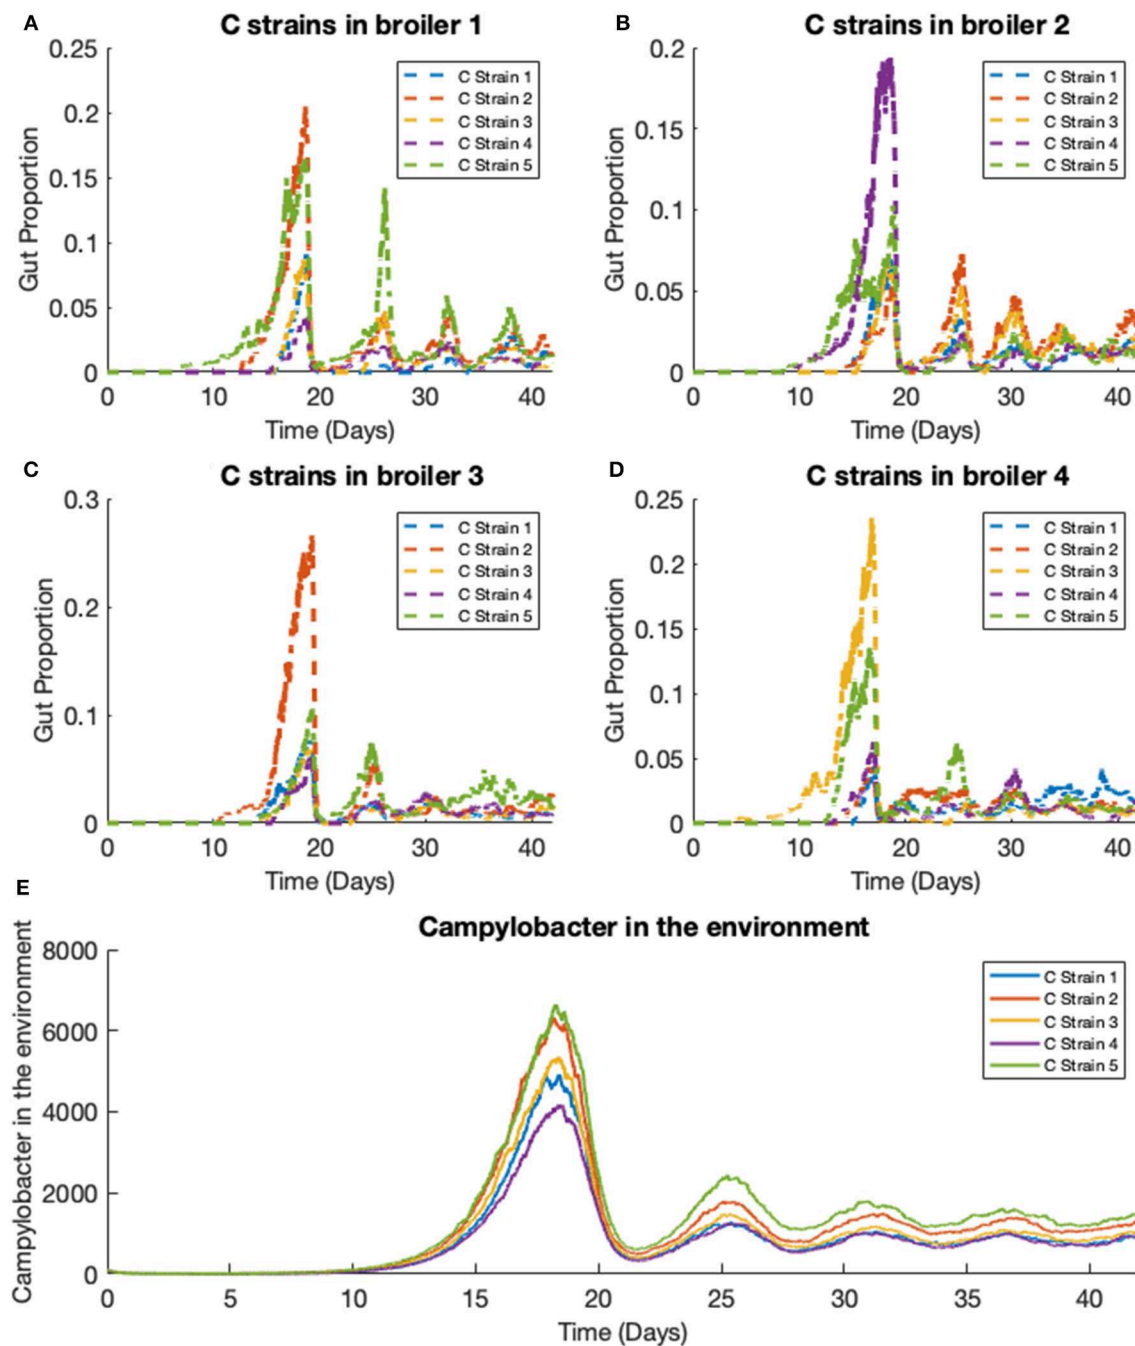 A
C strains in broiler 1
0.25
0.2
0.15
0.1
0.05
0
Gut Proportion
0 10 20 30 40
Time (Days)
C Strain 1
C Strain 2
C Strain 3
C Strain 4
C Strain 5
B
C strains in broiler 2
0.2
0.15
0.1
0.05
0
Gut Proportion
0 10 20 30 40
Time (Days)
C Strain 1
C Strain 2
C Strain 3
C Strain 4
C Strain 5
C
C strains in broiler 3
0.3
0.2
0.1
0
Gut Proportion
0 10 20 30 40
Time (Days)
C Strain 1
C Strain 2
C Strain 3
C Strain 4
C Strain 5
D
C strains in broiler 4
0.25
0.2
0.15
0.1
0.05
0
Gut Proportion
0 10 20 30 40
Time (Days)
C Strain 1
C Strain 2
C Strain 3
C Strain 4
C Strain 5
E
Campylobacter in the environment
8000
6000
4000
2000
0
Campylobacter in the environment
0 5 10 15 20 25 30 35 40
Time (Days)
C Strain 1
C Strain 2
C Strain 3
C Strain 4
C Strain 5